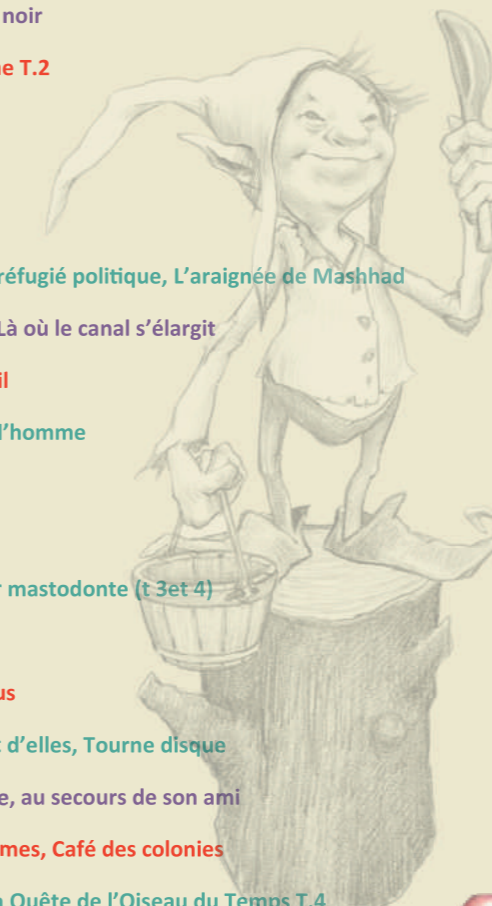 noir
e T.2
réfugié politique, L'araignée de Mashhad
Là où le canal s'élargit
il
l'homme
r mastodonte (t 3et 4)
us
t d'elles, Tourne disque
e, au secours de son ami
mes, Café des colonies
a Quête de l'Oiseau du Temps T.4